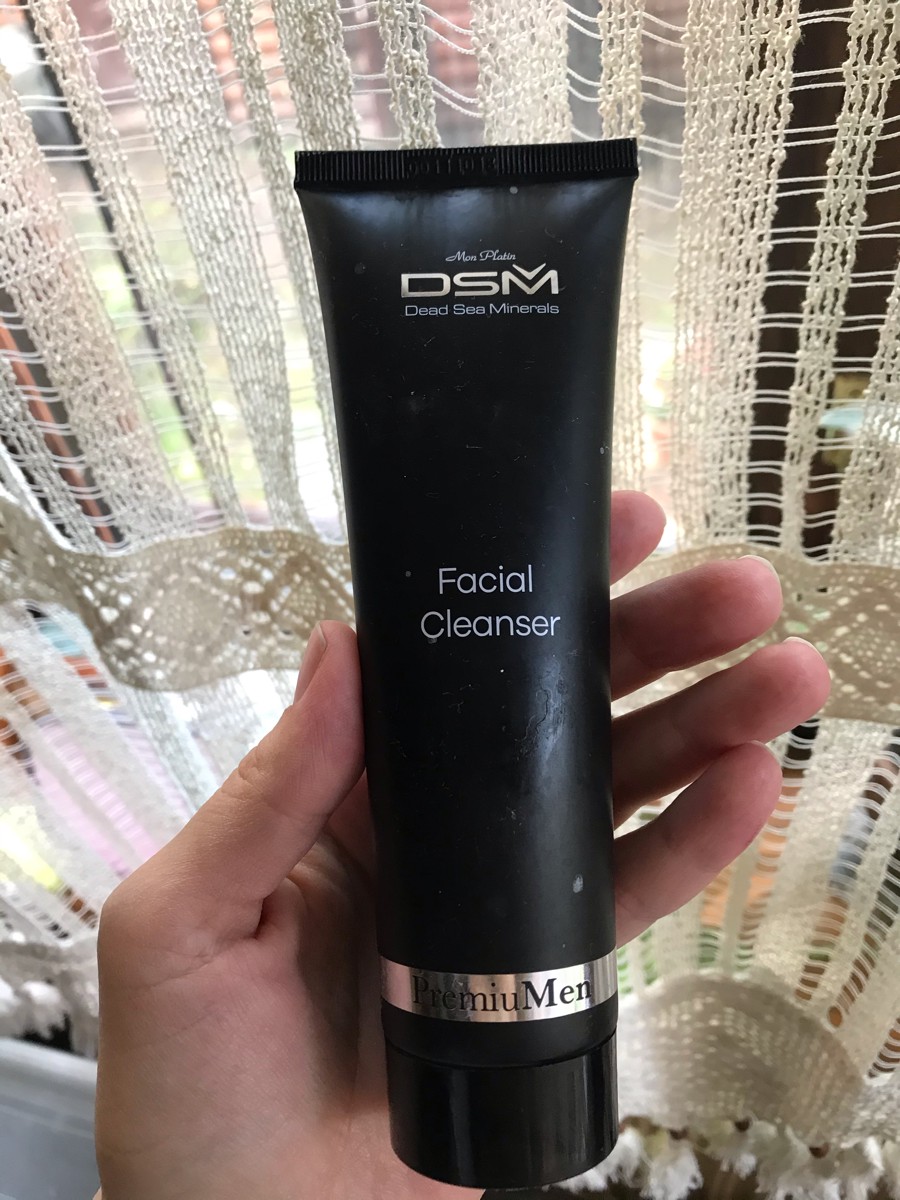 Mon Platin
DSM
Dead Sea Minerals
Facial
Cleanser
PremiuMen